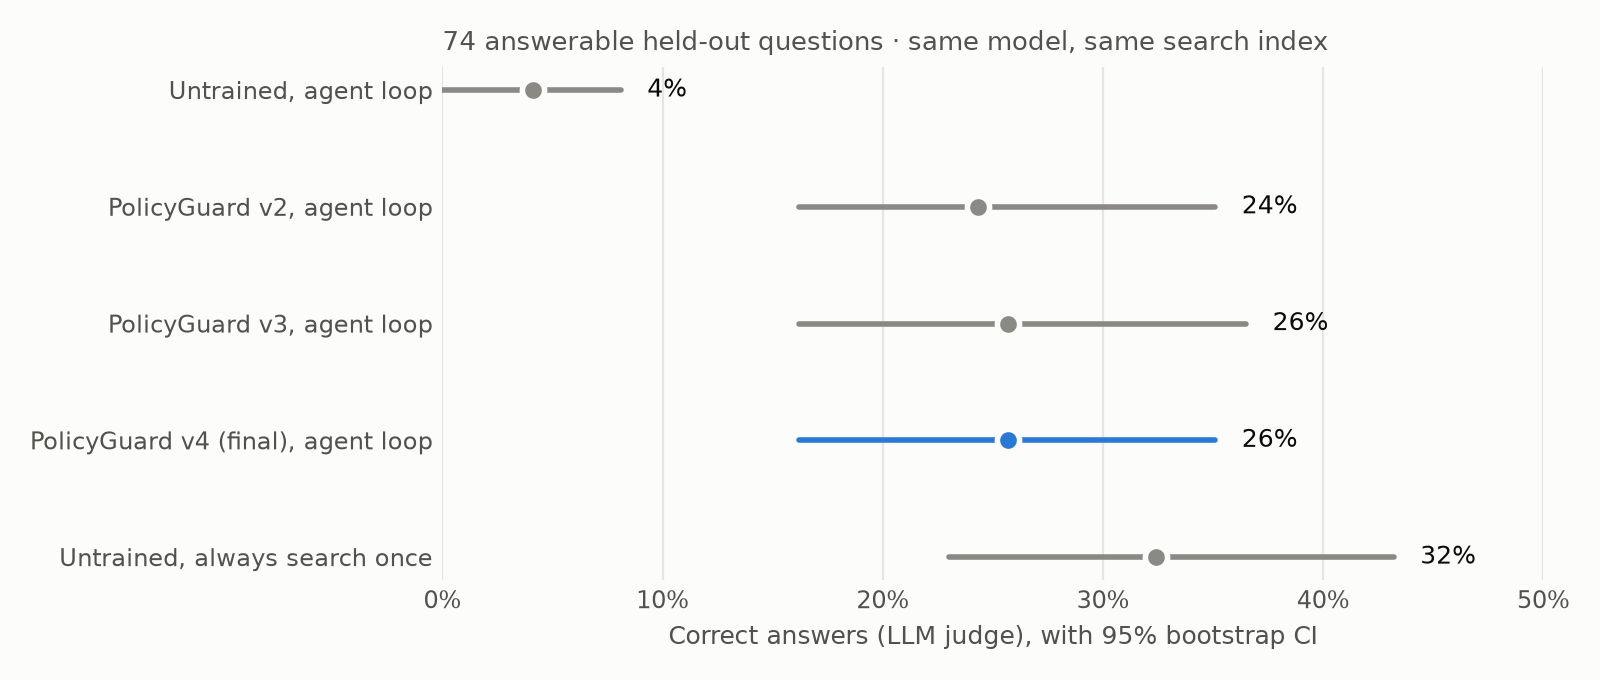 74 answerable held-out questions · same model, same search index
Untrained, agent loop 4%
PolicyGuard v2, agent loop 24%
PolicyGuard v3, agent loop 26%
PolicyGuard v4 (final), agent loop 26%
Untrained, always search once 32%
0% 10% 20% 30% 40% 50%
Correct answers (LLM judge), with 95% bootstrap CI